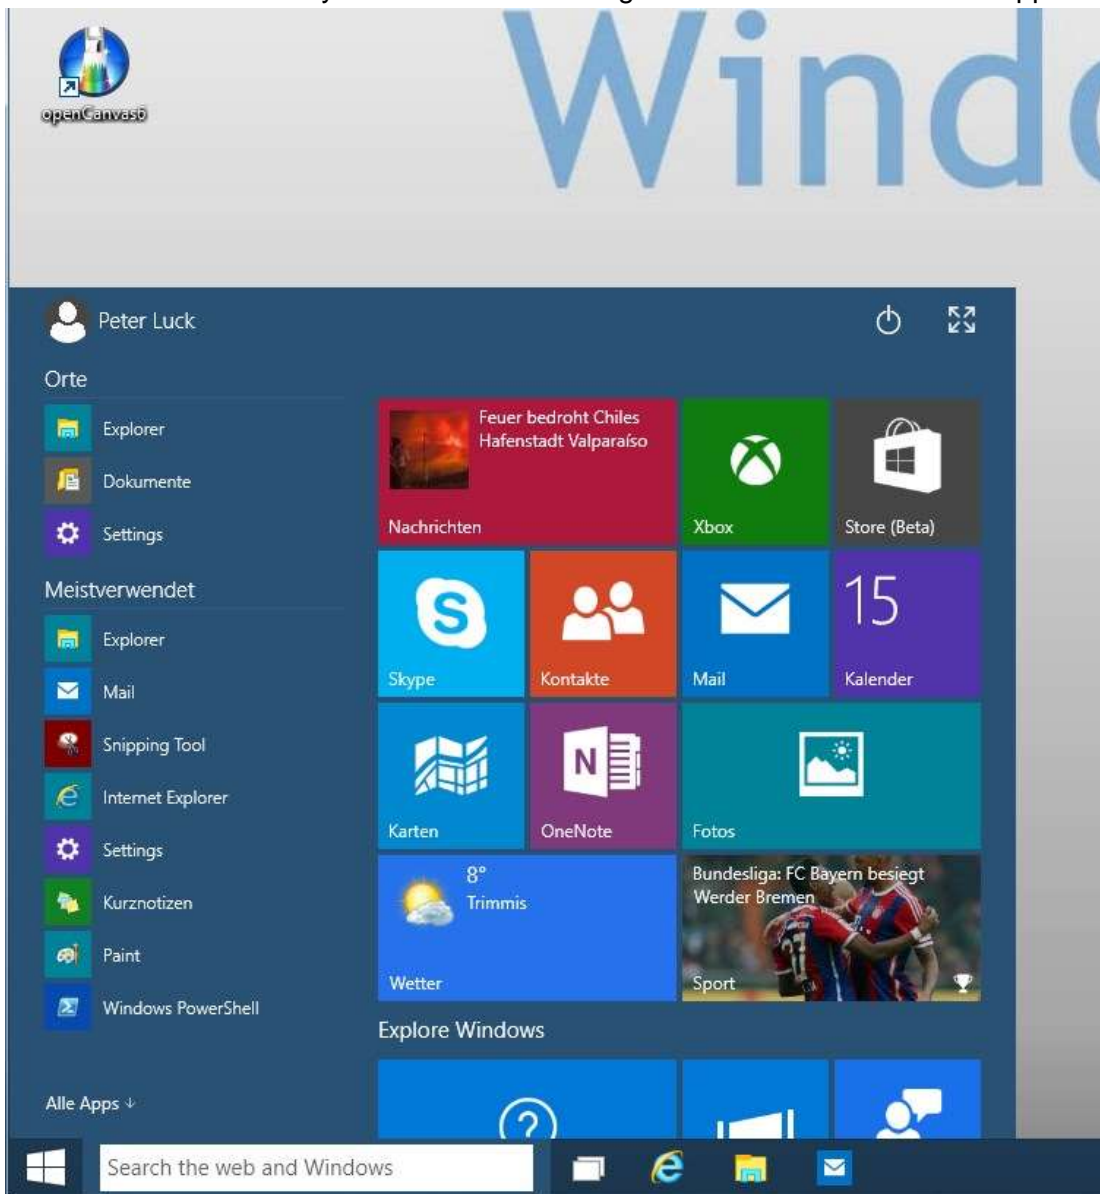 openCanvas6
Windo
Peter Luck
Orte
Explorer
Dokumente
Settings
Meistverwendet
Explorer
Mail
Snipping Tool
Internet Explorer
Settings
Kurznotizen
Paint
Windows PowerShell
Alle Apps
Feuer bedroht Chiles
Hafenstadt Valparaíso
Nachrichten
Xbox
Store (Beta)
Skype
Kontakte
Mail
15
Kalender
Karten
N
OneNote
Fotos
8°
Trimmis
Wetter
Bundesliga: FC Bayern besiegt
Werder Bremen
27
Sport
Explore Windows
Search the web and Windows